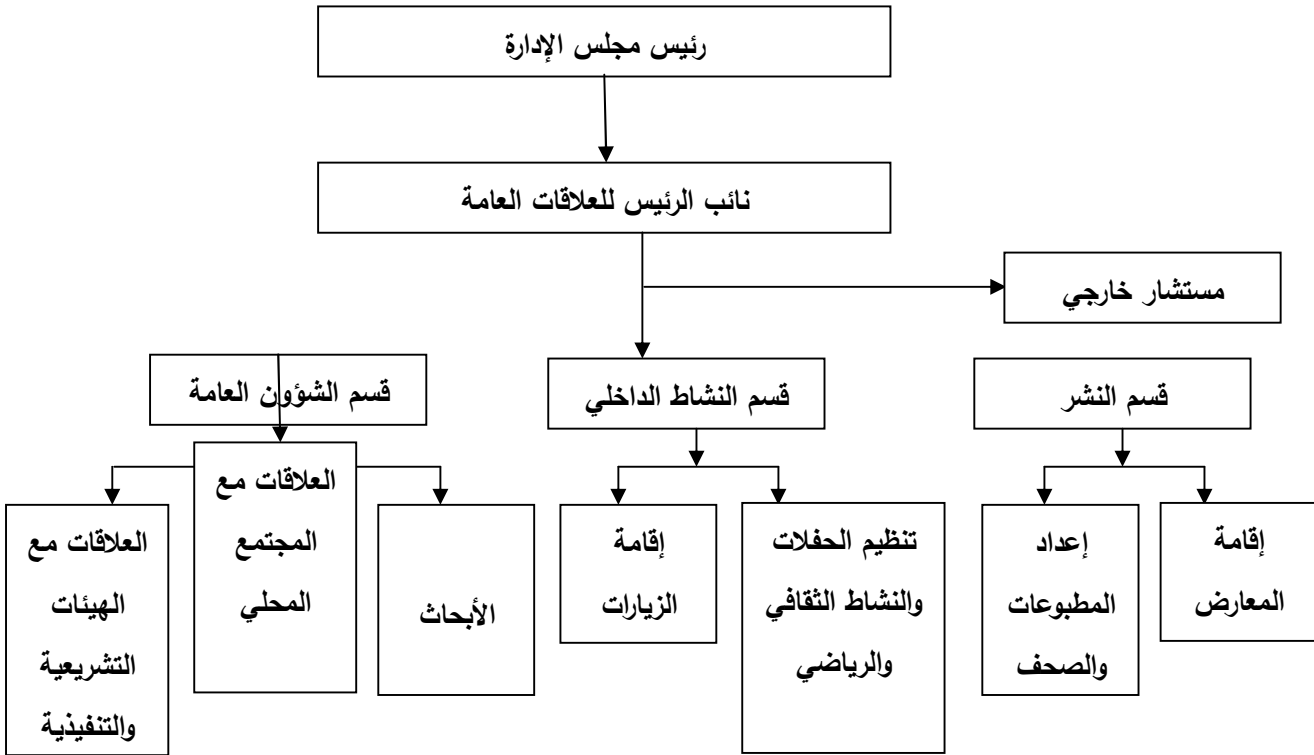 رئيس مجلس الإدارة
نائب الرئيس للعلاقات العامة
مستشار خارجي
قسم النشر
قسم النشاط الداخلي
قسم الشؤون العامة
إقامة
المعارض
إعداد
المطبوعات
والصحف
تنظيم الحفلات
والنشاط الثقافي
والرياضي
إقامة
الزيارات
الأبحاث
العلاقات مع
المجتمع
المحلي
العلاقات مع
الهيئات
التشريعية
والتنفيذية